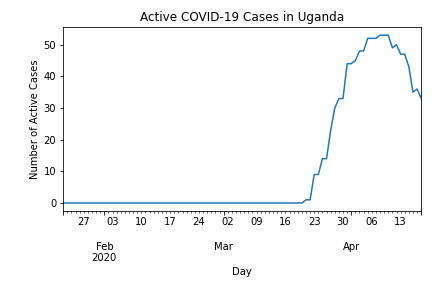 Active COVID-19 Cases in Uganda
Number of Active Cases
50
40
30
20
10
0
27 03 10 17 24 02 09 16 23 30 06 13
Feb Mar Apr
2020
Day